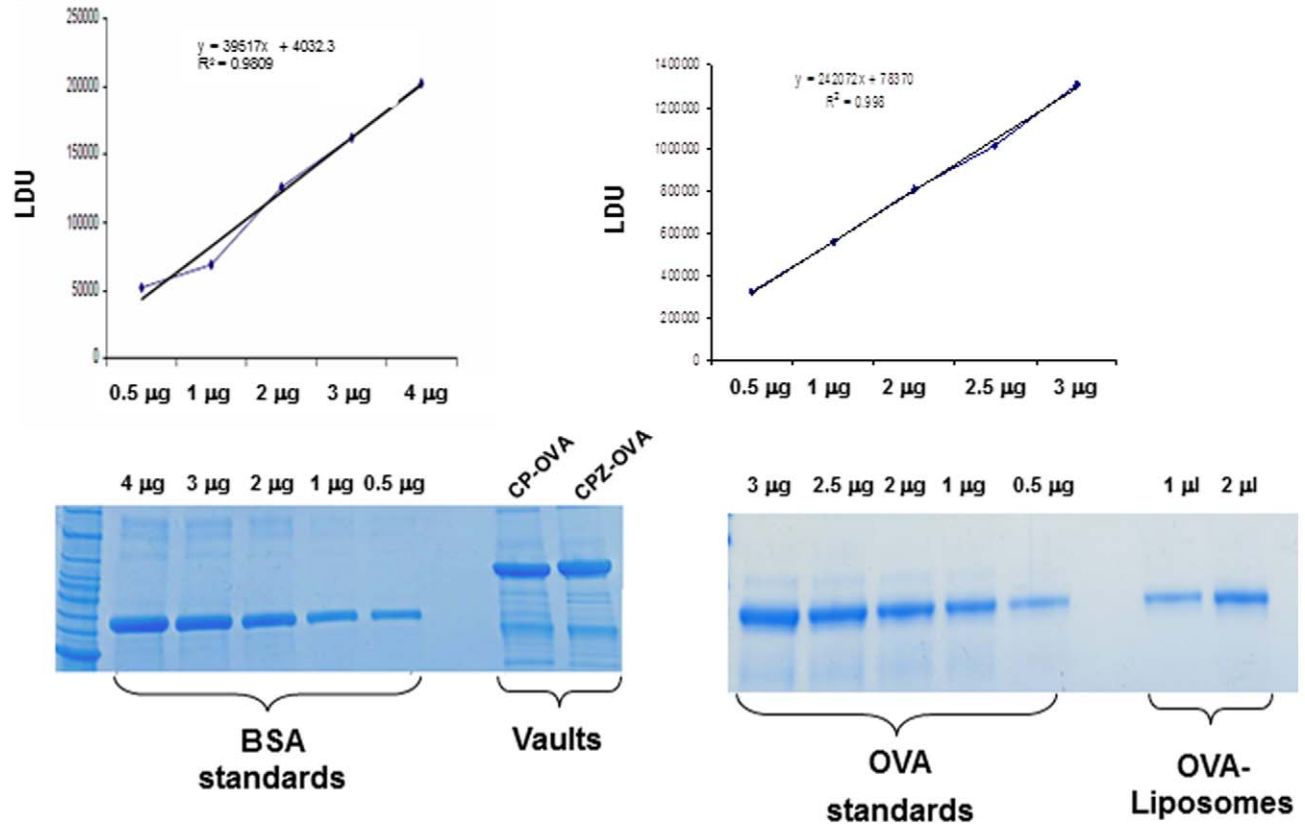 250000
200000
150000
100000
50000
0
LDU
y = 39517x + 4032.3
R² = 0.9809
0.5 µg 1 µg 2 µg 3 µg 4 µg
1400000
1200000
1000000
800000
600000
400000
200000
0
LDU
y = 242072x + 78370
R² = 0.998
0.5 µg 1 µg 2 µg 2.5 µg 3 µg
4 µg 3 µg 2 µg 1 µg 0.5 µg
CP-OVA
CPZ-OVA
BSA
standards
Vaults
3 µg 2.5 µg 2 µg 1 µg 0.5 µg
1 µl 2 µl
OVA
standards
OVA-
Liposomes